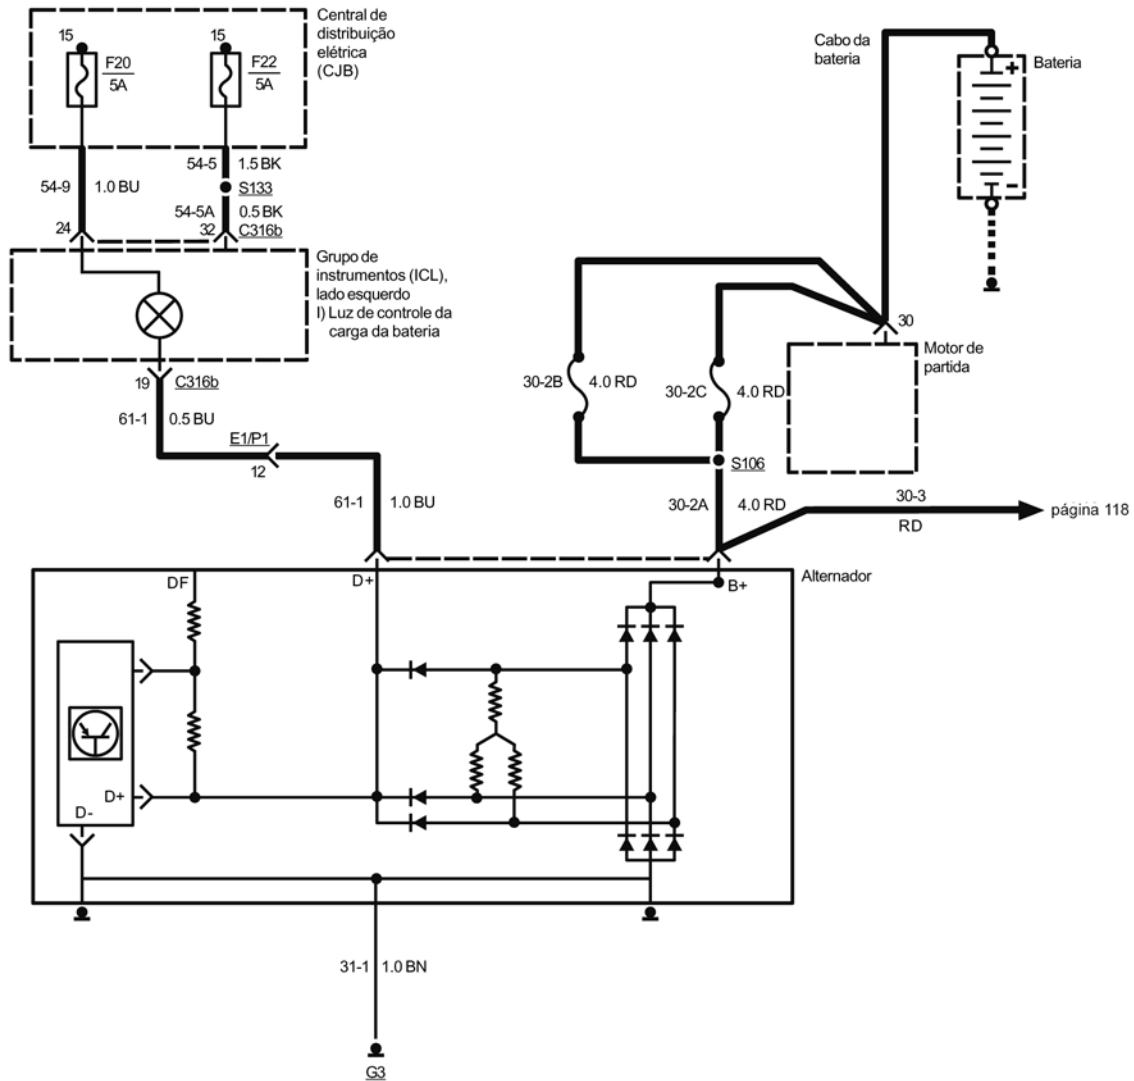 Central de
distribuição
elétrica
(CJB)
15
F20
5A
15
F22
5A
54-9
1.0 BU
54-5
1.5 BK
S133
54-5A
0.5 BK
24
32
C316b
Grupo de
instrumentos (ICL),
lado esquerdo
I) Luz de controle da
carga da bateria
19
C316b
61-1
0.5 BU
E1/P1
12
61-1
1.0 BU
Cabo da
bateria
+
Bateria
-
30
Motor de
partida
30-2B
4.0 RD
30-2C
4.0 RD
S106
30-2A
4.0 RD
30-3
RD
página 118
DF
D+
B+
Alternador
D+
D-
31-1
1.0 BN
G3